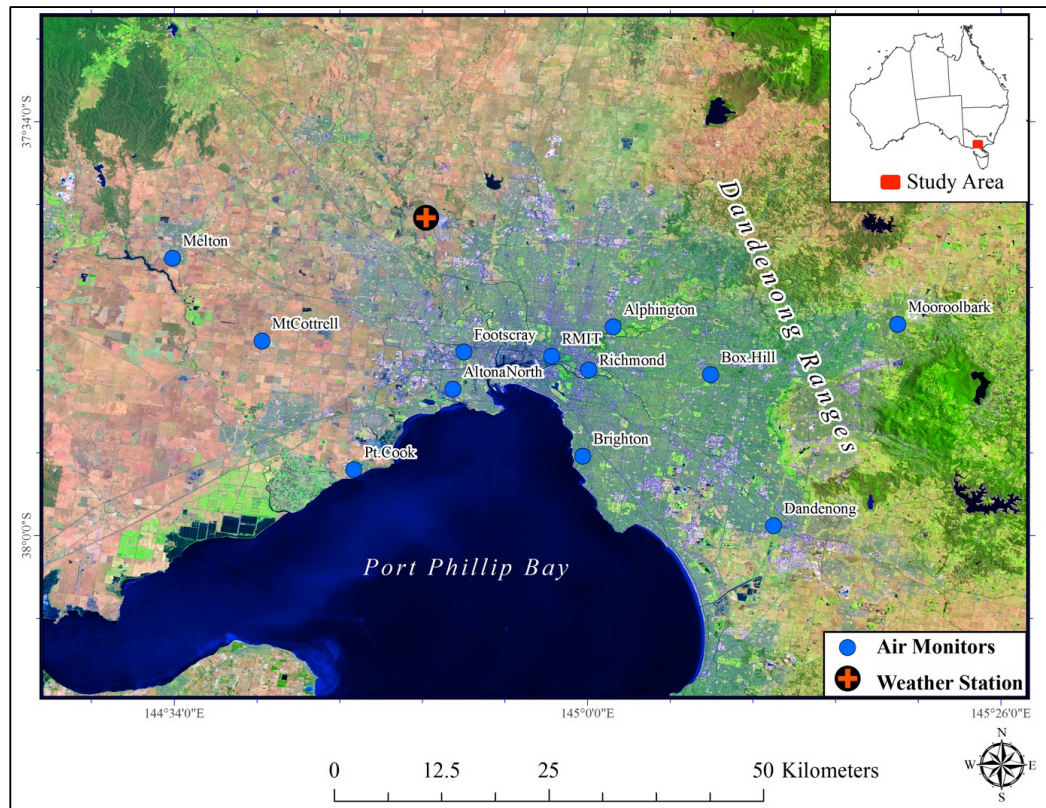 Study Area
37°34'0"S
Dandenong Ranges
Melton
Mooroolbark
Alphington
MtCottrell
Footscray
RMIT
Richmond
Box.Hill
AltonaNorth
Brighton
Pt.Cook
Dandenong
38°0'0"S
Port Phillip Bay
Air Monitors
Weather Station
144°34'0"E
145°0'0"E
145°26'0"E
0 12.5 25 50 Kilometers
N
W E
S